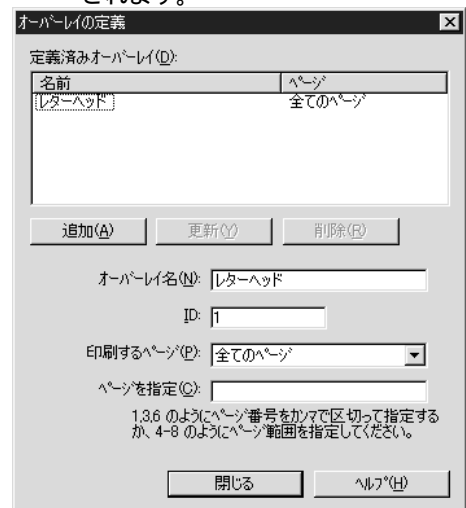 されます。
オーバーレイの定義
定義済みオーバーレイ(D):
名前 ページ
レターヘッド 全てのページ
追加(A) 更新(Y) 削除(R)
オーバーレイ名(N): レターヘッド
ID: 1
印刷するページ(P): 全てのページ
ページを指定(C):
1,3,6 のようにページ番号をカンマで区切って指定する
か、4-8 のようにページ範囲を指定してください。
閉じる ヘルプ(H)